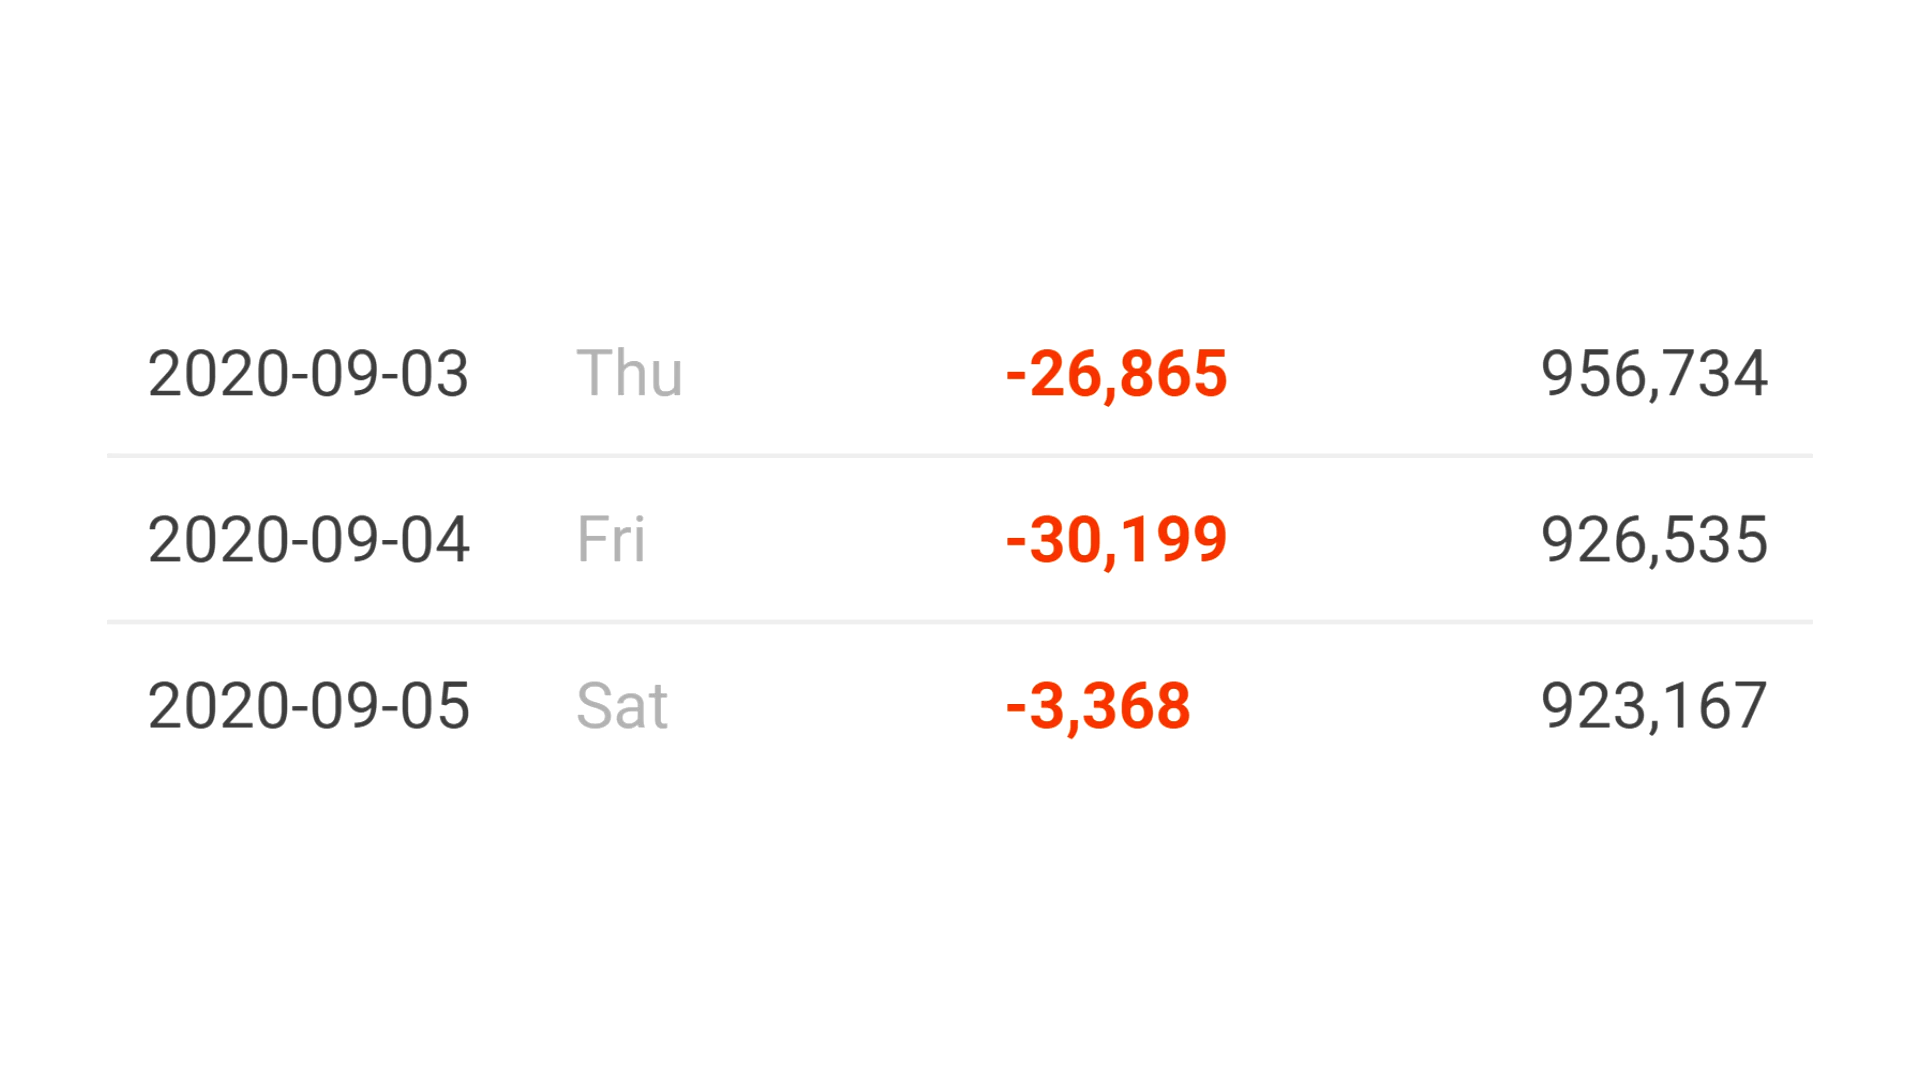 2020-09-03 Thu -26,865 956,734
2020-09-04 Fri -30,199 926,535
2020-09-05 Sat -3,368 923,167